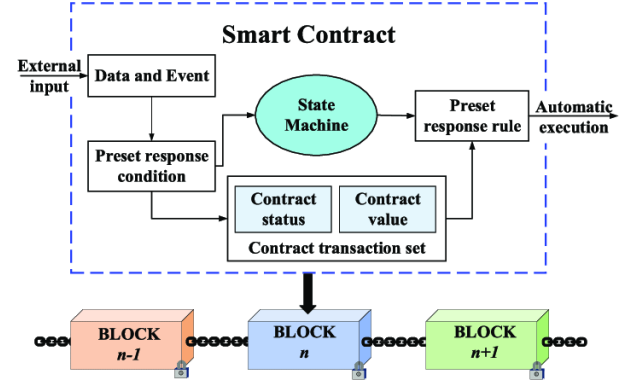 Smart Contract
External
input
Data and Event
State
Machine
Preset
response rule
Automatic
execution
Preset response
condition
Contract
status
Contract
value
Contract transaction set
BLOCK
n-1
BLOCK
n
BLOCK
n+1